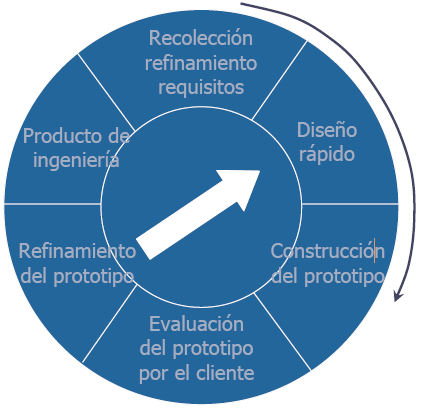 Recolección
refinamiento
requisitos
Diseño
rápido
Construcción
del prototipo
Evaluación
del prototipo
por el cliente
Refinamiento
del prototipo
Producto de
ingeniería